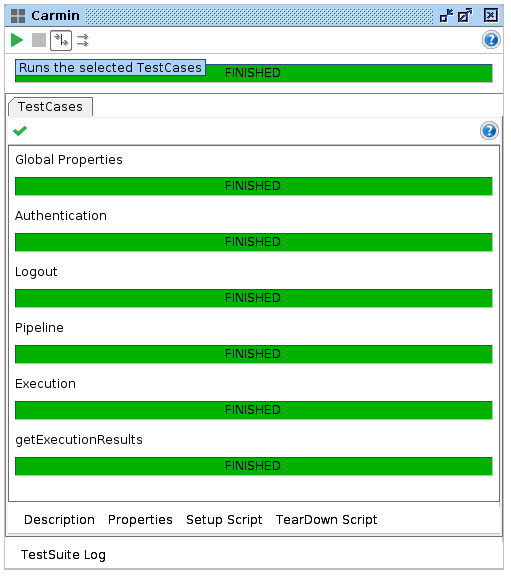 Carmin
Runs the selected TestCases
FINISHED
TestCases
Global Properties
FINISHED
Authentication
FINISHED
Logout
FINISHED
Pipeline
FINISHED
Execution
FINISHED
getExecutionResults
FINISHED
Description Properties Setup Script TearDown Script
TestSuite Log